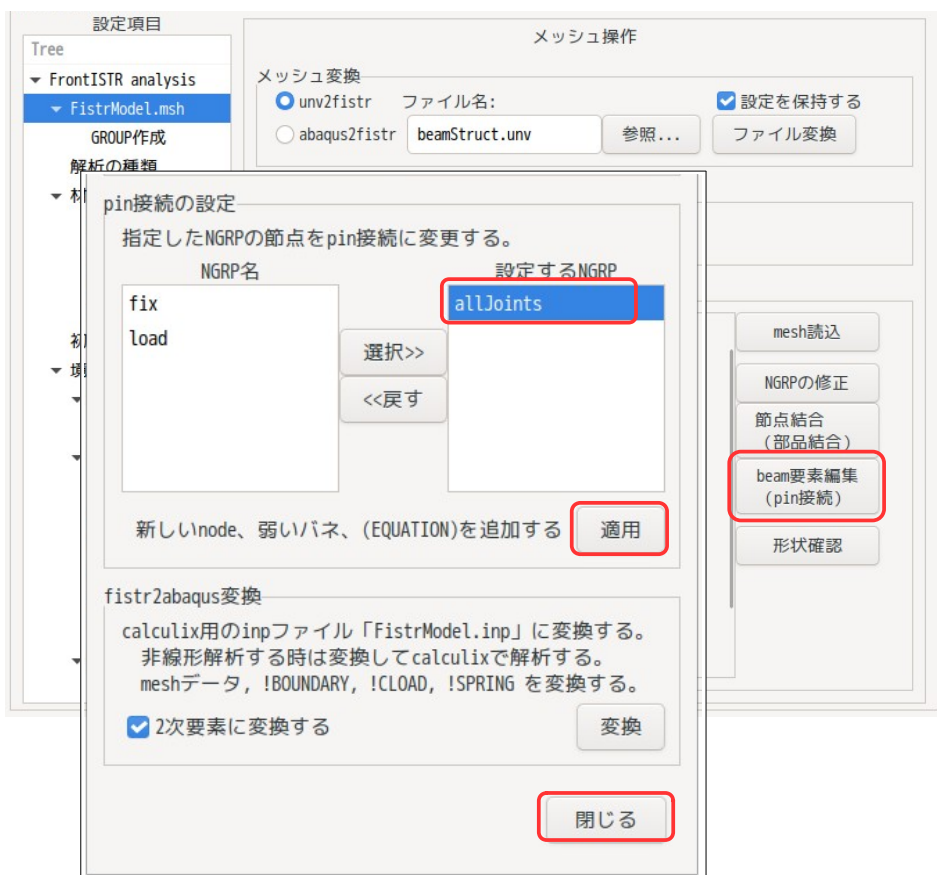 設定項目
Tree
FrontISTR analysis
FistrModel.msh
GROUP作成
解析の種類
メッシュ操作
メッシュ変換
unv2fistr
ファイル名:
設定を保持する
abaqus2fistr
beamStruct.unv
参照...
ファイル変換
pin接続の設定
指定したNGRPの節点をpin接続に変更する。
NGRP名
設定するNGRP
fix
load
allJoints
選択>>
<<戻す
新しいnode、弱いバネ、(EQUATION)を追加する
適用
fistr2abaqus変換
calculix用のinpファイル「FistrModel.inp」に変換する。
非線形解析する時は変換してcalculixで解析する。
meshデータ, !BOUNDARY, !CLOAD, !SPRING を変換する。
2次要素に変換する
変換
閉じる
mesh読込
NGRPの修正
節点結合
(部品結合)
beam要素編集
(pin接続)
形状確認